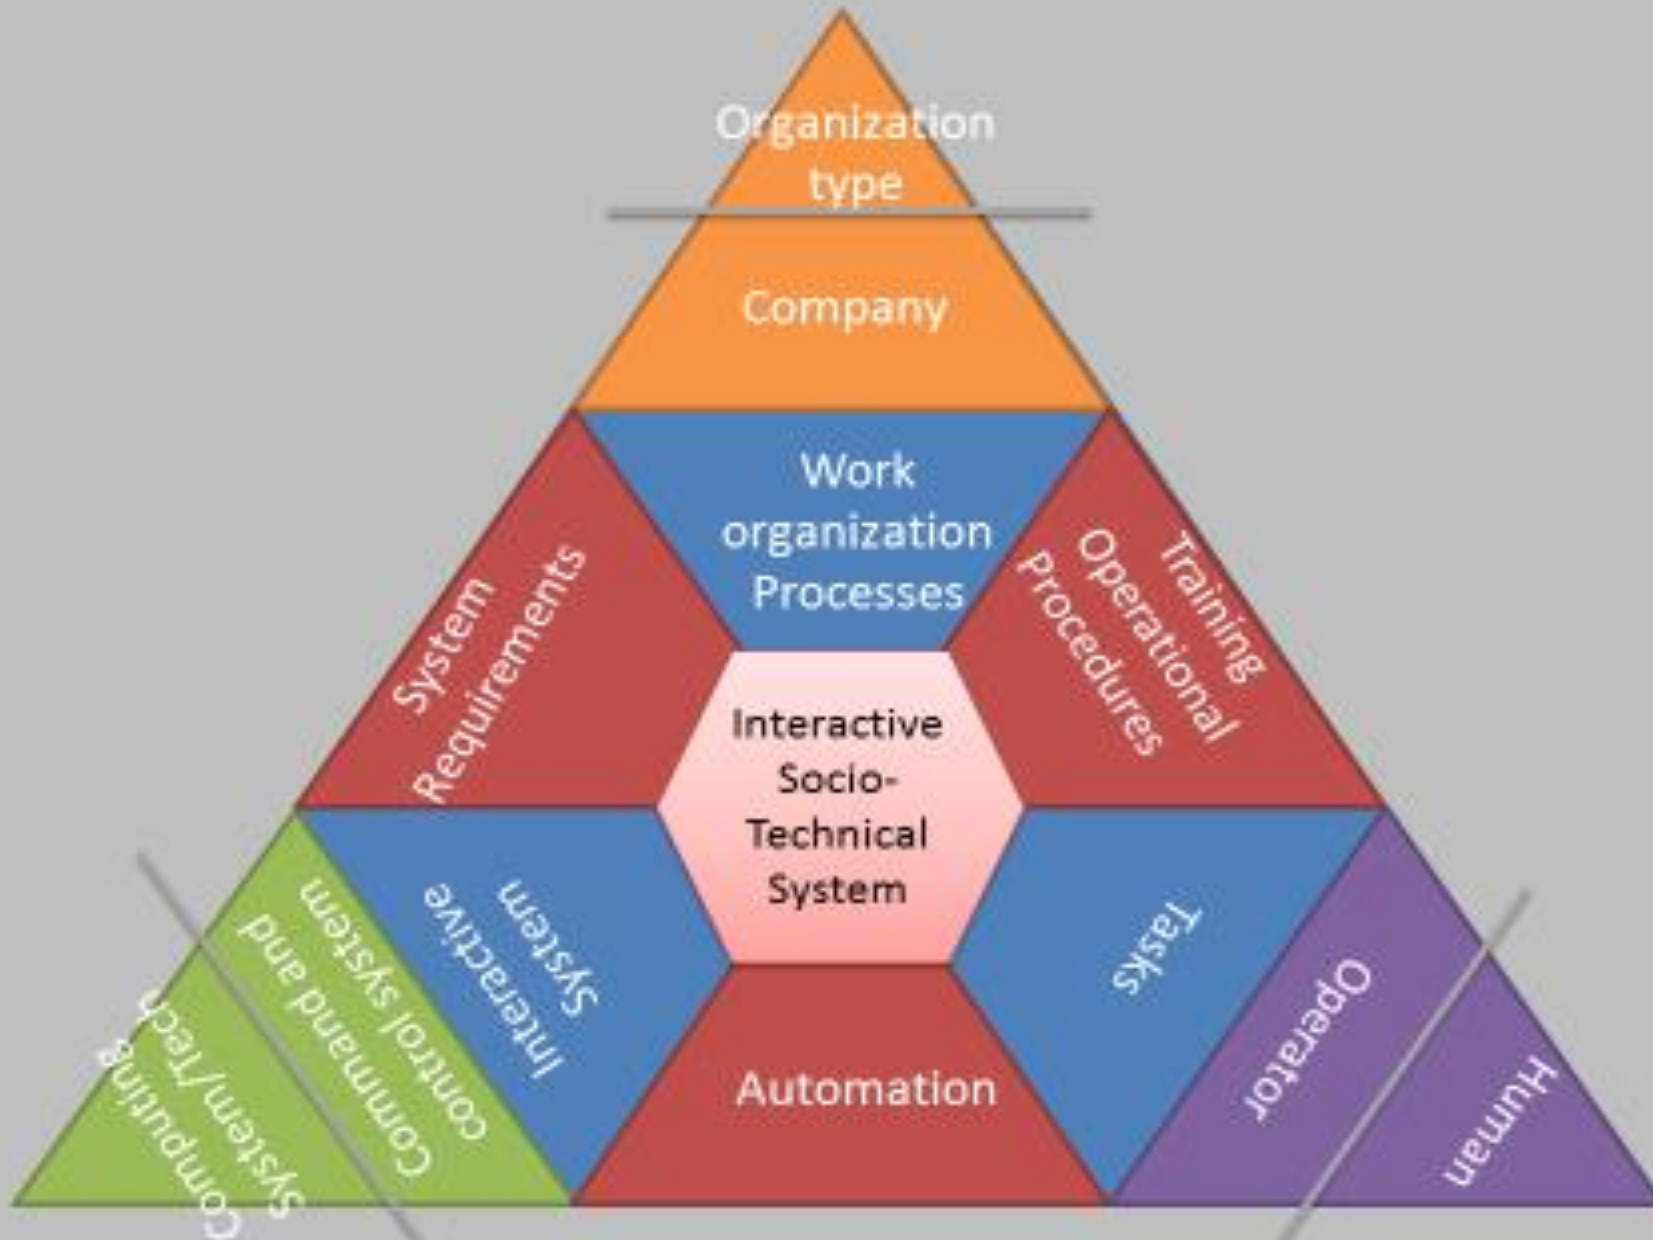 Organization
type
Company
Work
organization
Processes
System
Requirements
Training
Operational
Procedures
Interactive
Socio-
Technical
System
Interactive
System
Tasks
Command and
control system
Computing
System/Tech
Automation
Operator
Human